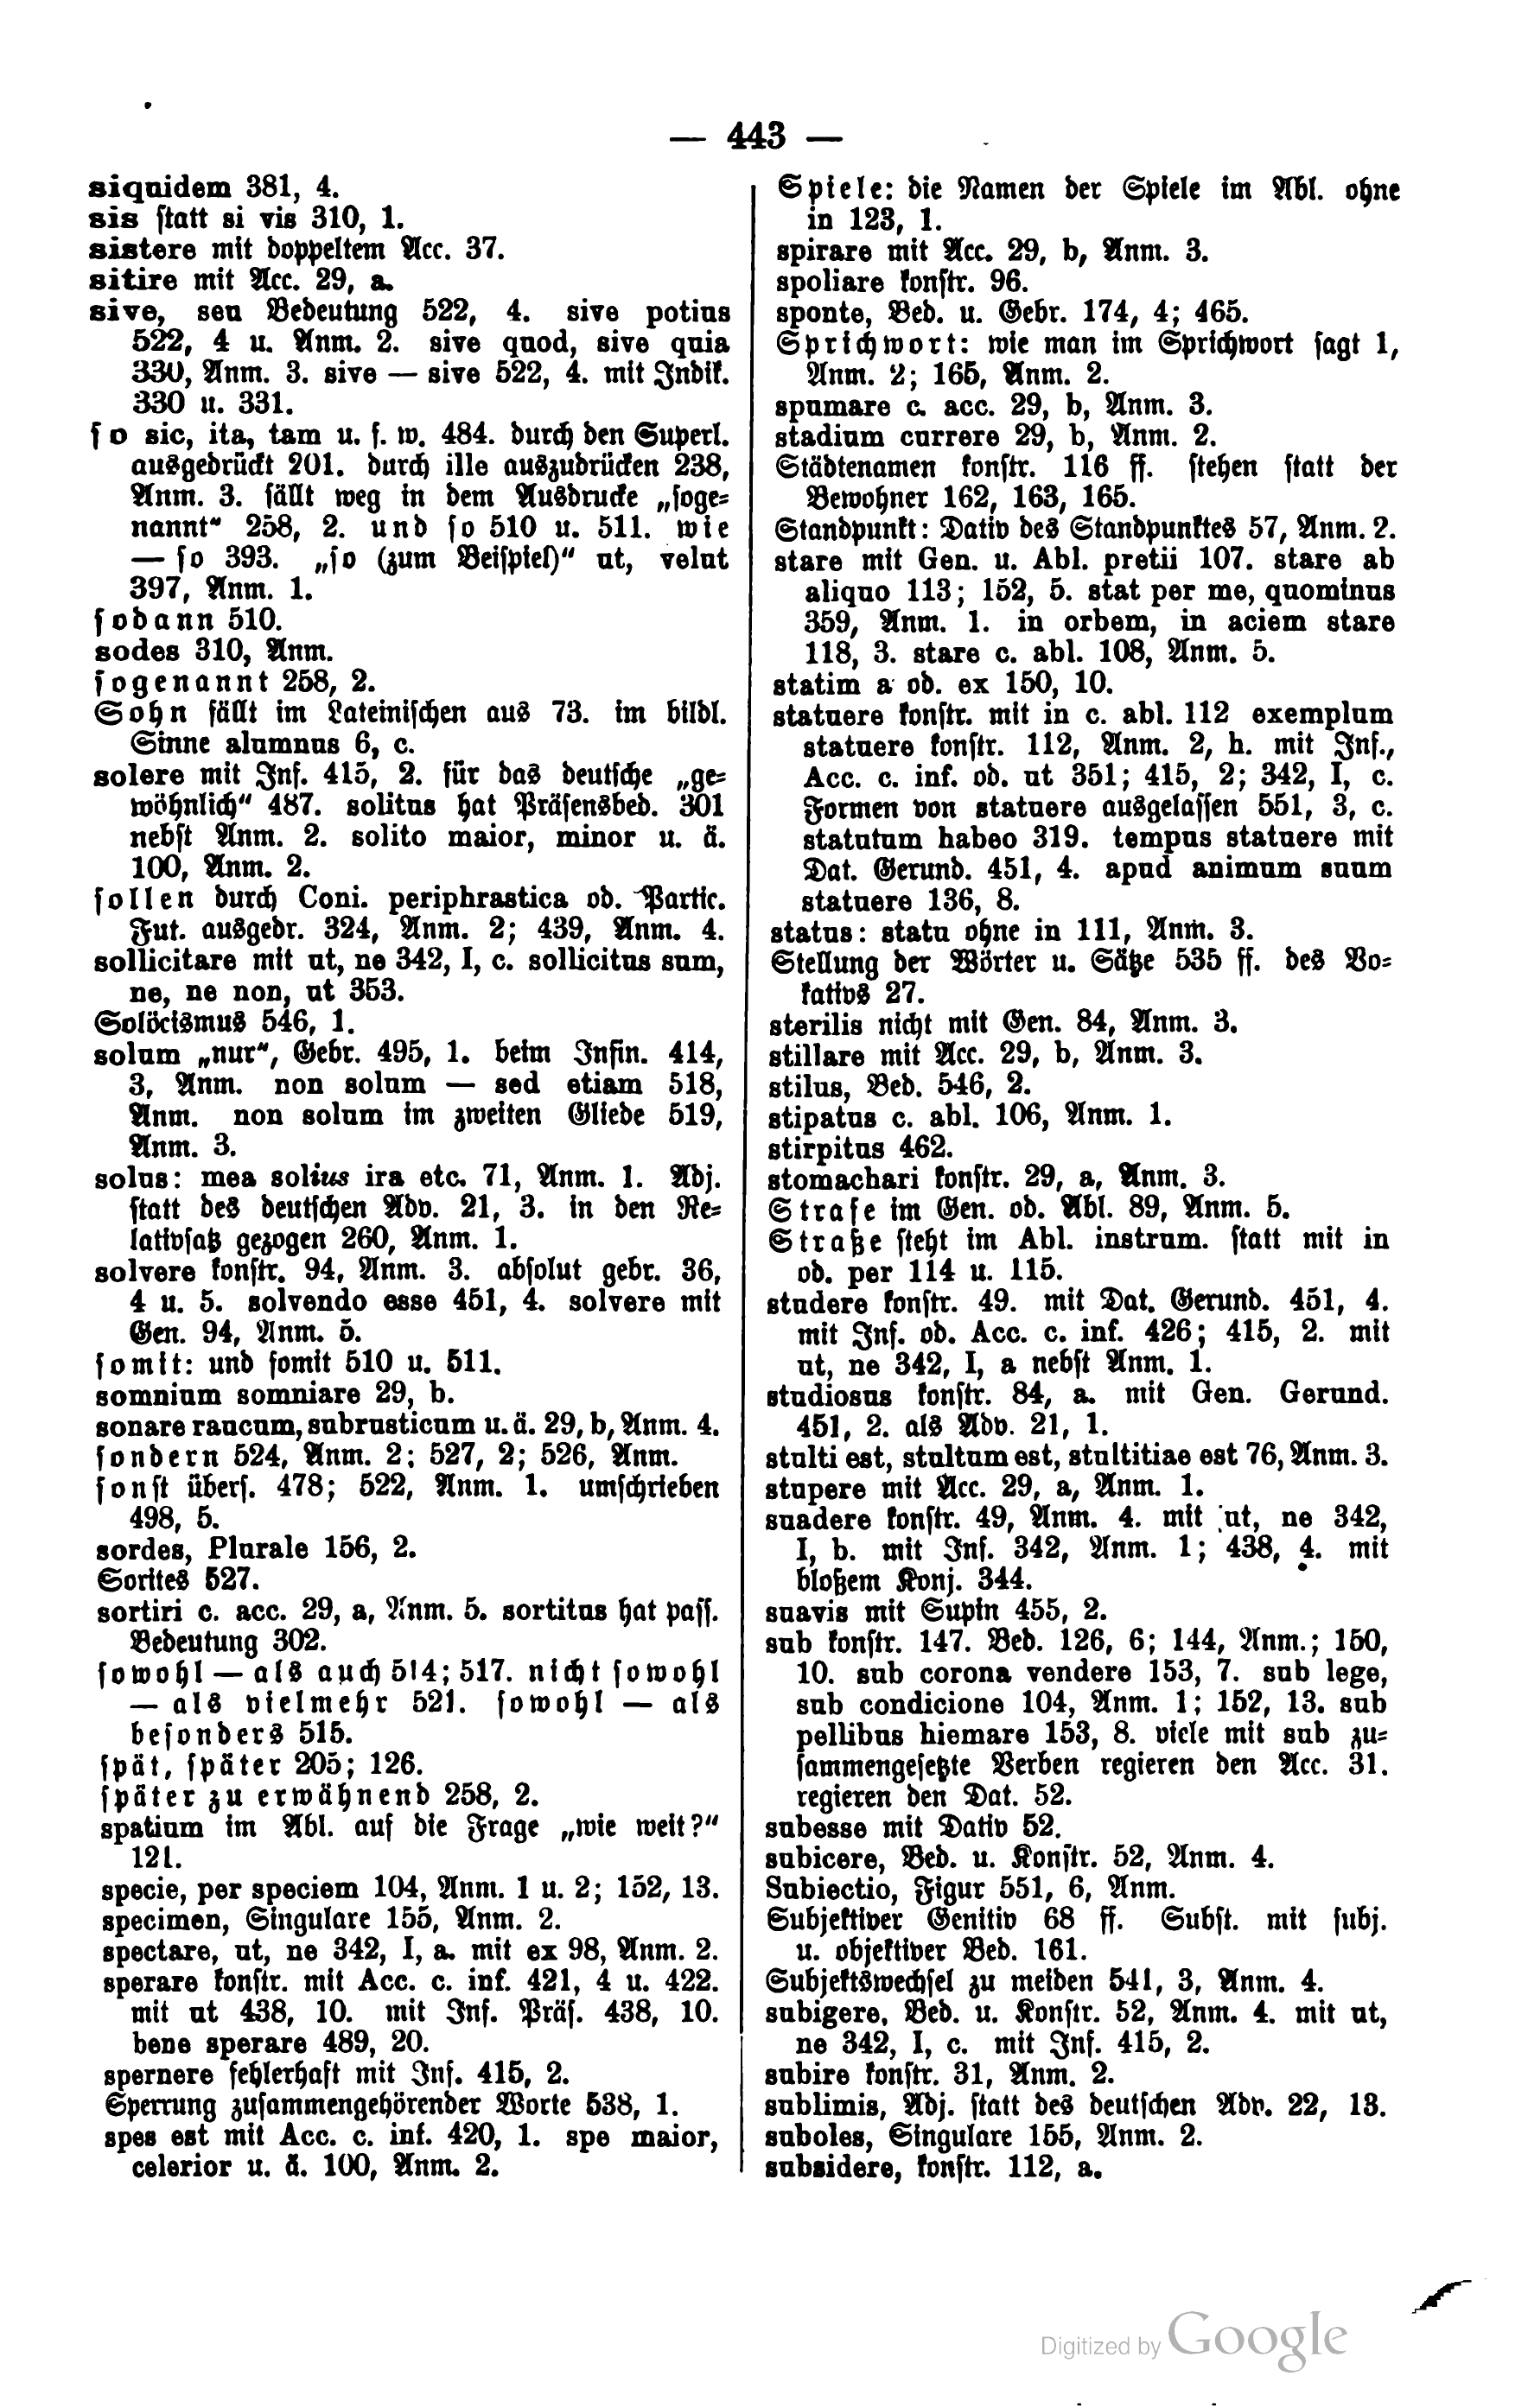 — 443 —
siquidem 381, 4.
sis statt si vis 310, 1.
sistere mit doppeltem Acc. 37.
sitire mit Acc. 29, a.
sive, seu Bedeutung 522, 4. sive potius
522, 4 u. Anm. 2. sive quod, sive quia
330, Anm. 3. sive — sive 522, 4. mit Indik.
330 u. 331.
so sic, ita, tam u. s. w. 484. durch den Superl.
ausgedrückt 201. durch ille auszudrücken 238,
Anm. 3. fällt weg in dem Ausdrucke „soge=
nannt“ 258, 2. und so 510 u. 511. wie
— so 393. „so (zum Beispiel)“ ut, velut
397, Anm. 1.
sodann 510.
sodes 310, Anm.
sogenannt 258, 2.
Sohn fällt im Lateinischen aus 73. im bildl.
Sinne alumnus 6, c.
solere mit Inf. 415, 2. für das deutsche „ge=
wöhnlich“ 487. solitus hat Präsensbed. 301
nebst Anm. 2. solito maior, minor u. ä.
100, Anm. 2.
sollen durch Coni. periphrastica od. Partic.
Fut. ausgedr. 324, Anm. 2; 439, Anm. 4.
sollicitare mit ut, ne 342, I, c. sollicitus sum,
ne, ne non, ut 353.
Solöcismus 546, 1.
solum „nur“, Gebr. 495, 1. beim Infin. 414,
3, Anm. non solum — sed etiam 518,
Anm. non solum im zweiten Gliede 519,
Anm. 3.
solus: mea solius ira etc. 71, Anm. 1. Adj.
statt des deutschen Adv. 21, 3. in den Re=
lativsatz gezogen 260, Anm. 1.
solvere konstr. 94, Anm. 3. absolut gebr. 36,
4 u. 5. solvendo esse 451, 4. solvere mit
Gen. 94, Anm. 5.
somit: und somit 510 u. 511.
somnium somniare 29, b.
sonare raucum, subrusticum u. ä. 29, b, Anm. 4.
sondern 524, Anm. 2; 527, 2; 526, Anm.
sonst übers. 478; 522, Anm. 1. umschrieben
498, 5.
sordes, Plurale 156, 2.
Sorites 527.
sortiri c. acc. 29, a, Anm. 5. sortitus hat pass.
Bedeutung 302.
sowohl — als auch 514; 517. nicht sowohl
— als vielmehr 521. sowohl — als
besonders 515.
spät, später 205; 126.
später zu erwähnend 258, 2.
spatium im Abl. auf die Frage „wie weit?“
121.
specie, per speciem 104, Anm. 1 u. 2; 152, 13.
specimen, Singulare 155, Anm. 2.
spectare, ut, ne 342, I, a. mit ex 98, Anm. 2.
sperare konstr. mit Acc. c. inf. 421, 4 u. 422.
mit ut 438, 10. mit Inf. Präs. 438, 10.
bene sperare 489, 20.
spernere fehlerhaft mit Inf. 415, 2.
Sperrung zusammengehörender Worte 538, 1.
spes est mit Acc. c. inf. 420, 1. spe maior,
celerior u. ä. 100, Anm. 2.
Spiele: die Namen der Spiele im Abl. ohne
in 123, 1.
spirare mit Acc. 29, b, Anm. 3.
spoliare konstr. 96.
sponte, Bed. u. Gebr. 174, 4; 465.
Sprichwort: wie man im Sprichwort sagt 1,
Anm. 2; 165, Anm. 2.
spumare c. acc. 29, b, Anm. 3.
stadium currere 29, b, Anm. 2.
Städtenamen konstr. 116 ff. stehen statt der
Bewohner 162, 163, 165.
Standpunkt: Dativ des Standpunktes 57, Anm. 2.
stare mit Gen. u. Abl. pretii 107. stare ab
aliquo 113; 152, 5. stat per me, quominus
359, Anm. 1. in orbem, in aciem stare
118, 3. stare c. abl. 108, Anm. 5.
statim a od. ex 150, 10.
statuere konstr. mit in c. abl. 112 exemplum
statuere konstr. 112, Anm. 2, h. mit Inf.,
Acc. c. inf. od. ut 351; 415, 2; 342, I, c.
Formen von statuere ausgelassen 551, 3, c.
statutum habeo 319. tempus statuere mit
Dat. Gerund. 451, 4. apud animum suum
statuere 136, 8.
status: statu ohne in 111, Anm. 3.
Stellung der Wörter u. Sätze 535 ff. des Vo=
kativs 27.
sterilis nicht mit Gen. 84, Anm. 3.
stillare mit Acc. 29, b, Anm. 3.
stilus, Bed. 546, 2.
stipatus c. abl. 106, Anm. 1.
stirpitus 462.
stomachari konstr. 29, a, Anm. 3.
Strafe im Gen. od. Abl. 89, Anm. 5.
Straße steht im Abl. instrum. statt mit in
od. per 114 u. 115.
studere konstr. 49. mit Dat. Gerund. 451, 4.
mit Inf. od. Acc. c. inf. 426; 415, 2. mit
ut, ne 342, I, a nebst Anm. 1.
studiosus konstr. 84, a. mit Gen. Gerund.
451, 2. als Adv. 21, 1.
stulti est, stultum est, stultitiae est 76, Anm. 3.
stupere mit Acc. 29, a, Anm. 1.
suadere konstr. 49, Anm. 4. mit ut, ne 342,
I, b. mit Inf. 342, Anm. 1; 438, 4. mit
bloßem Konj. 344.
suavis mit Supin 455, 2.
sub konstr. 147. Bed. 126, 6; 144, Anm.; 150,
10. sub corona vendere 153, 7. sub lege,
sub condicione 104, Anm. 1; 152, 13. sub
pellibus hiemare 153, 8. viele mit sub zu=
sammengesetzte Verben regieren den Acc. 31.
regieren den Dat. 52.
subesse mit Dativ 52.
subicere, Bed. u. Konstr. 52, Anm. 4.
Subiectio, Figur 551, 6, Anm.
Subjektiver Genitiv 68 ff. Subst. mit subj.
u. objektiver Bed. 161.
Subjektswechsel zu meiden 541, 3, Anm. 4.
subigere, Bed. u. Konstr. 52, Anm. 4. mit ut,
ne 342, I, c. mit Inf. 415, 2.
subire konstr. 31, Anm. 2.
sublimis, Adj. statt des deutschen Adv. 22, 13.
suboles, Singulare 155, Anm. 2.
subsidere, konstr. 112, a.
Digitized by Google